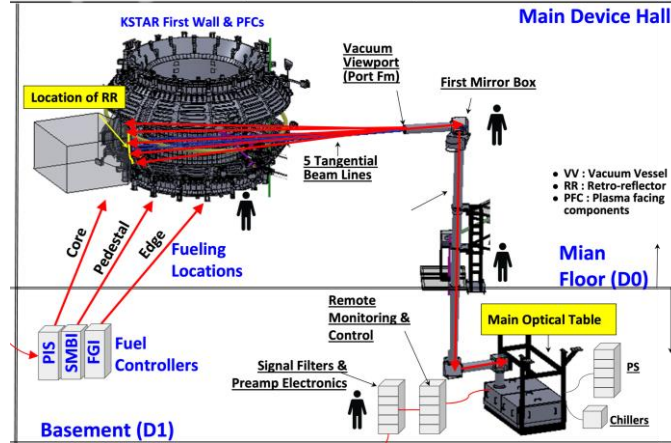 KSTAR First Wall & PFCs
Main Device Hall
Vacuum
Viewport
(Port Fm)
First Mirror Box
Location of RR
5 Tangential
Beam Lines
• VV : Vacuum Vessel
• RR : Retro-reflector
• PFC : Plasma facing
components
Core
Pedestal
Edge
Fueling
Locations
Mian
Floor (D0)
PIS
SMBI
FGI
Fuel
Controllers
Remote
Monitoring &
Control
Main Optical Table
Signal Filters &
Preamp Electronics
PS
Chillers
Basement (D1)